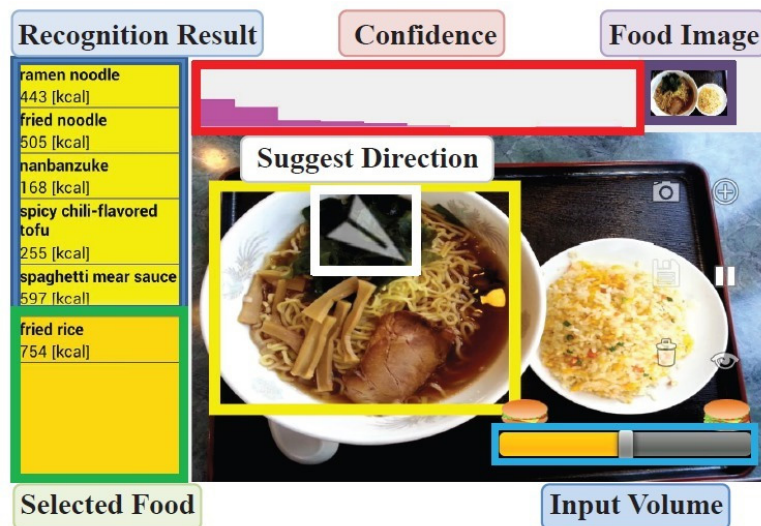 Recognition Result
Confidence
Food Image
ramen noodle
443 [kcal]
fried noodle
505 [kcal]
nanbanzuke
168 [kcal]
spicy chili-flavored
tofu
255 [kcal]
spaghetti mear sauce
597 [kcal]
fried rice
754 [kcal]
Suggest Direction
Selected Food
Input Volume